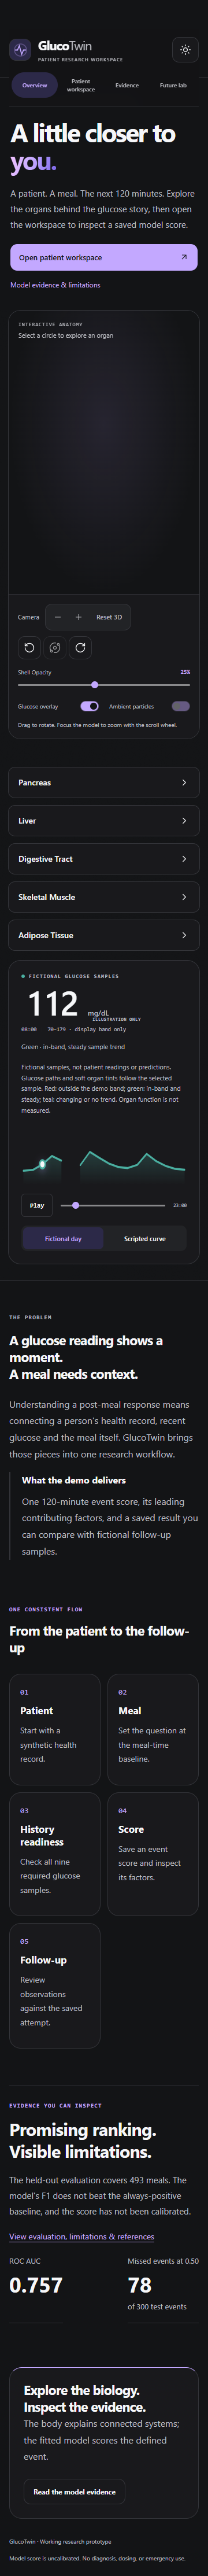 GlucoTwin
PATIENT RESEARCH WORKSPACE
Overview
Patient
workspace
Evidence
Future lab
A little closer to
you.
A patient. A meal. The next 120 minutes. Explore
the organs behind the glucose story, then open
the workspace to inspect a saved model score.
Open patient workspace
Model evidence & limitations
INTERACTIVE ANATOMY
Select a circle to explore an organ
Camera
Reset 3D
Shell Opacity
25%
Glucose overlay
Ambient particles
Drag to rotate. Focus the model to zoom with the scroll wheel.
Pancreas
Liver
Digestive Tract
Skeletal Muscle
Adipose Tissue
FICTIONAL GLUCOSE SAMPLES
112 mg/dL
ILLUSTRATION ONLY
08:00 70–179 · display band only
Green · in-band, steady sample trend
Fictional samples, not patient readings or predictions.
Glucose paths and soft organ tints follow the selected
sample. Red: outside the demo band; green: in-band and
steady; teal: changing or no trend. Organ function is not
measured.
Play
23:00
Fictional day
Scripted curve
THE PROBLEM
A glucose reading shows a
moment.
A meal needs context.
Understanding a post-meal response means
connecting a person's health record, recent
glucose and the meal itself. GlucoTwin brings
those pieces into one research workflow.
What the demo delivers
One 120-minute event score, its leading
contributing factors, and a saved result you
can compare with fictional follow-up
samples.
ONE CONSISTENT FLOW
From the patient to the follow-
up
01
Patient
Start with a
synthetic health
record.
02
Meal
Set the question at
the meal-time
baseline.
03
History
readiness
Check all nine
required glucose
samples.
04
Score
Save an event
score and inspect
its factors.
05
Follow-up
Review
observations
against the saved
attempt.
EVIDENCE YOU CAN INSPECT
Promising ranking.
Visible limitations.
The held-out evaluation covers 493 meals. The
model's F1 does not beat the always-positive
baseline, and the score has not been calibrated.
View evaluation, limitations & references
ROC AUC
0.757
Missed events at 0.50
78
of 300 test events
Explore the biology.
Inspect the evidence.
The body explains connected systems;
the fitted model scores the defined
event.
Read the model evidence
GlucoTwin · Working research prototype
Model score is uncalibrated. No diagnosis, dosing, or emergency use.